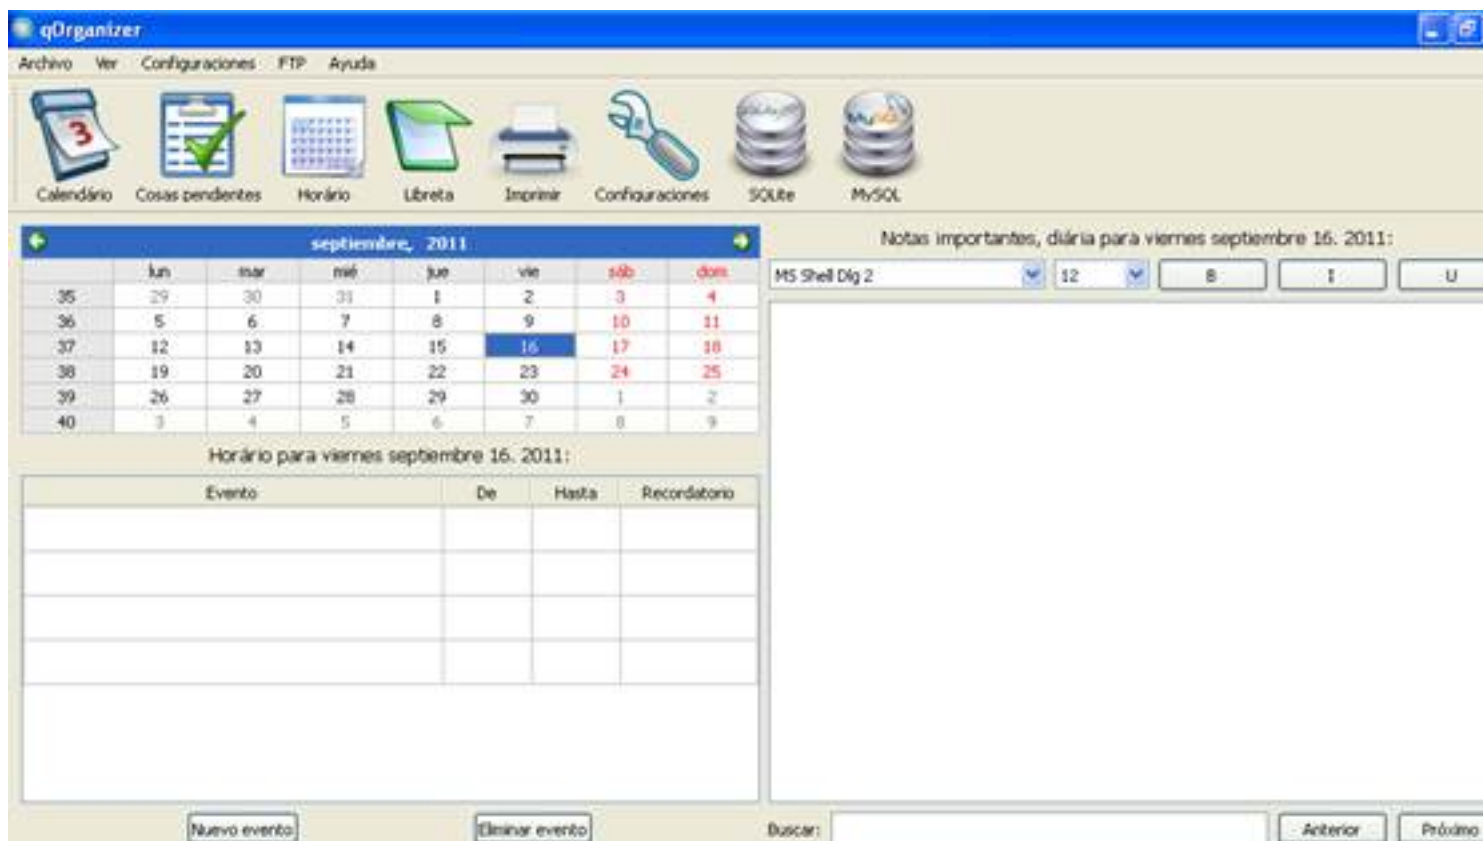 qOrganizer
Archivo Ver Configuraciones FTP Ayuda
3
MySQL
Calendário Cosas pendientes Horário Libreta Imprimir Configuraciones SQLite MySQL
septiembre, 2011
lun mar mié jue vie sáb dom
35 29 30 31 1 2 3 4
36 5 6 7 8 9 10 11
37 12 13 14 15 16 17 18
38 19 20 21 22 23 24 25
39 26 27 28 29 30 1 2
40 3 4 5 6 7 8 9
Horário para viernes septiembre 16. 2011:
Evento De Hasta Recordatorio
Nuevo evento Eliminar evento
Notas importantes, diária para viernes septiembre 16. 2011:
MS Shell Dlg 2 12 B I U
Buscar: Anterior Próximo